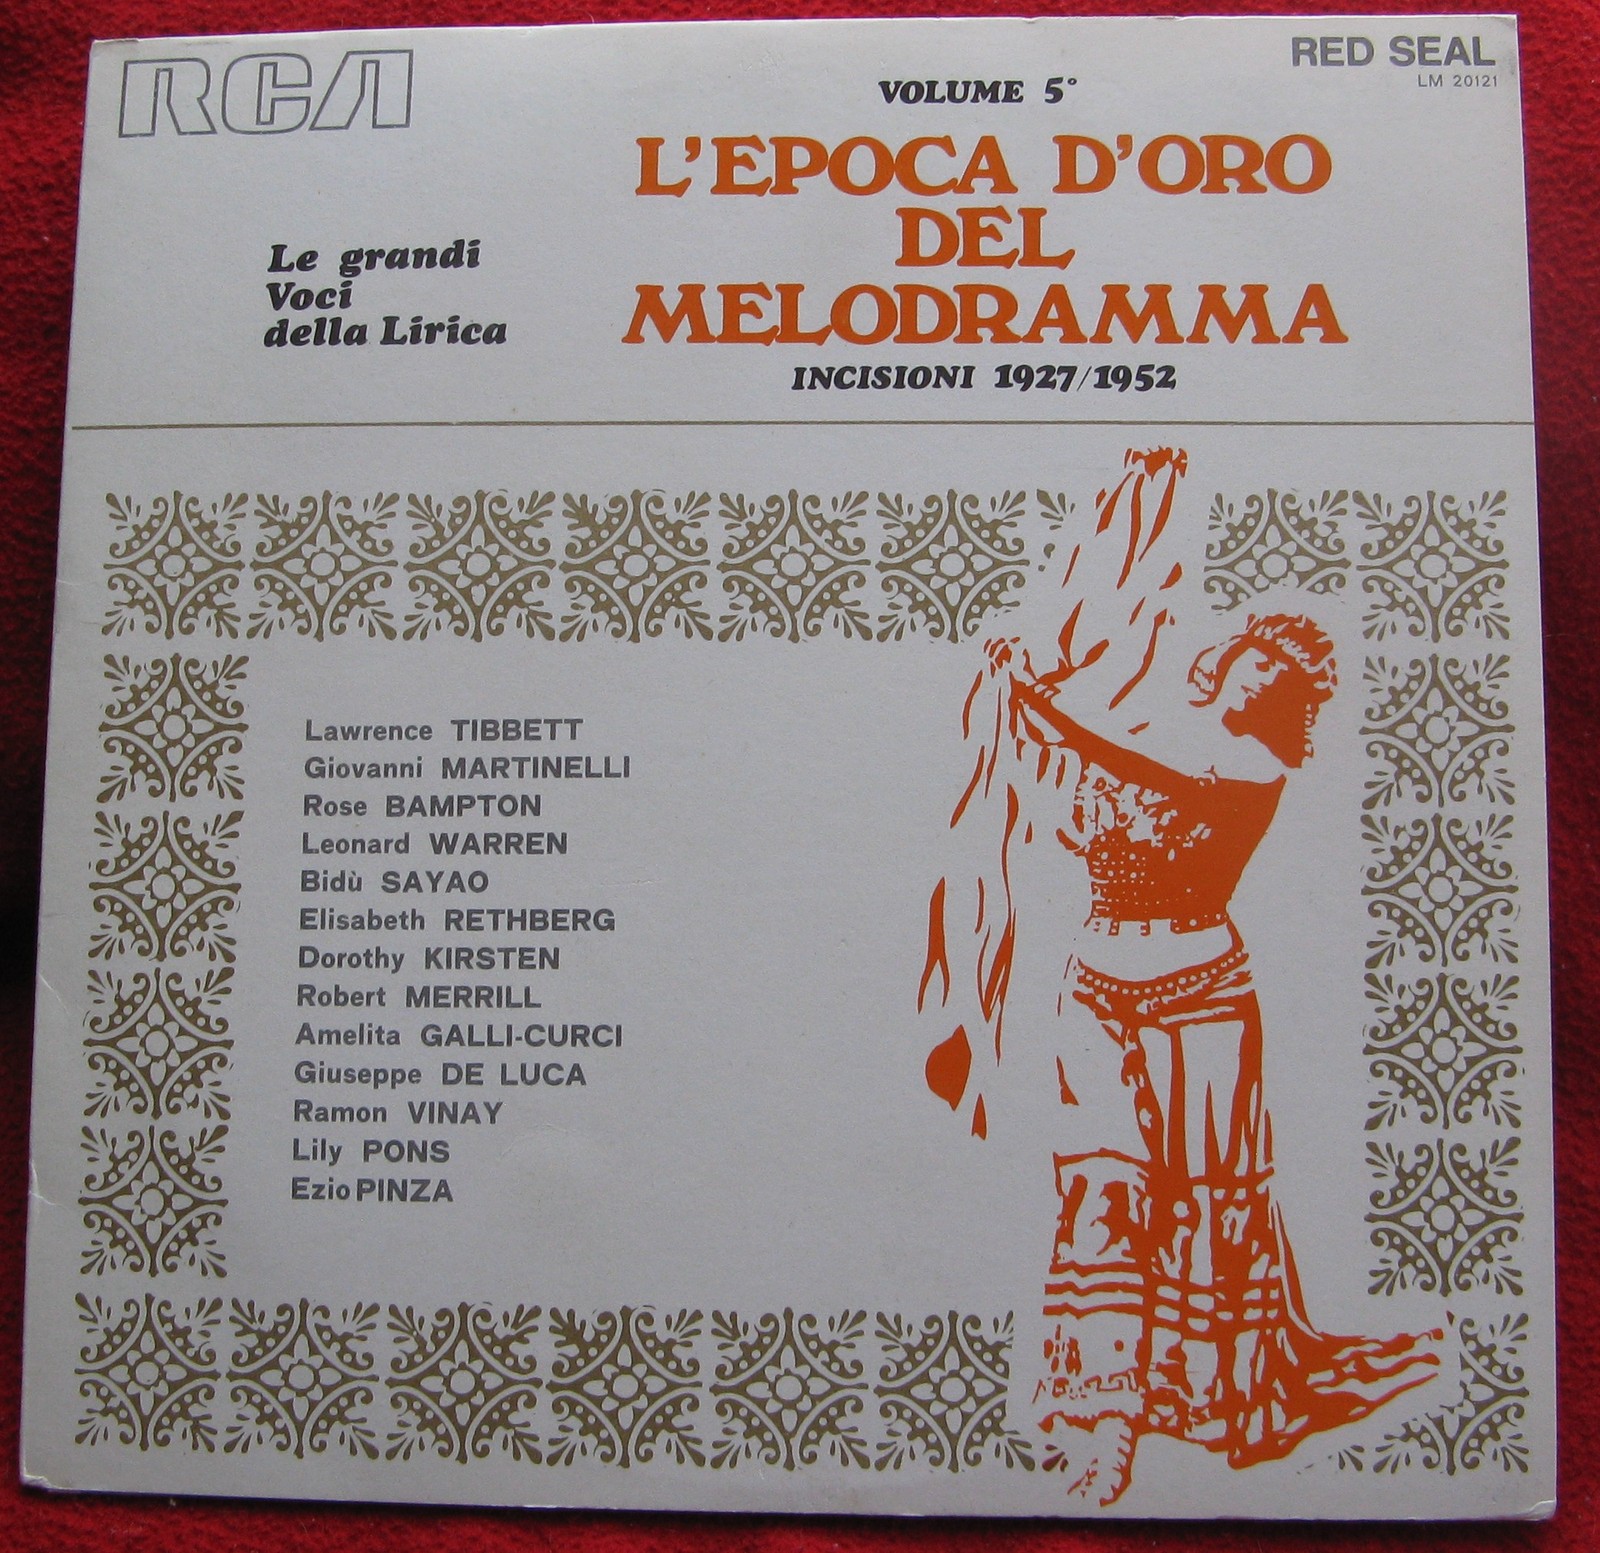 RCA
RED SEAL
LM 20121
VOLUME 5°
L'EPOCA D'ORO
DEL
MELODRAMMA
INCISIONI 1927/1952
Le grandi
Voci
della Lirica
Lawrence TIBBETT
Giovanni MARTINELLI
Rose BAMPTON
Leonard WARREN
Bidù SAYAO
Elisabeth RETHBERG
Dorothy KIRSTEN
Robert MERRILL
Amelita GALLI-CURCI
Giuseppe DE LUCA
Ramon VINAY
Lily PONS
Ezio PINZA